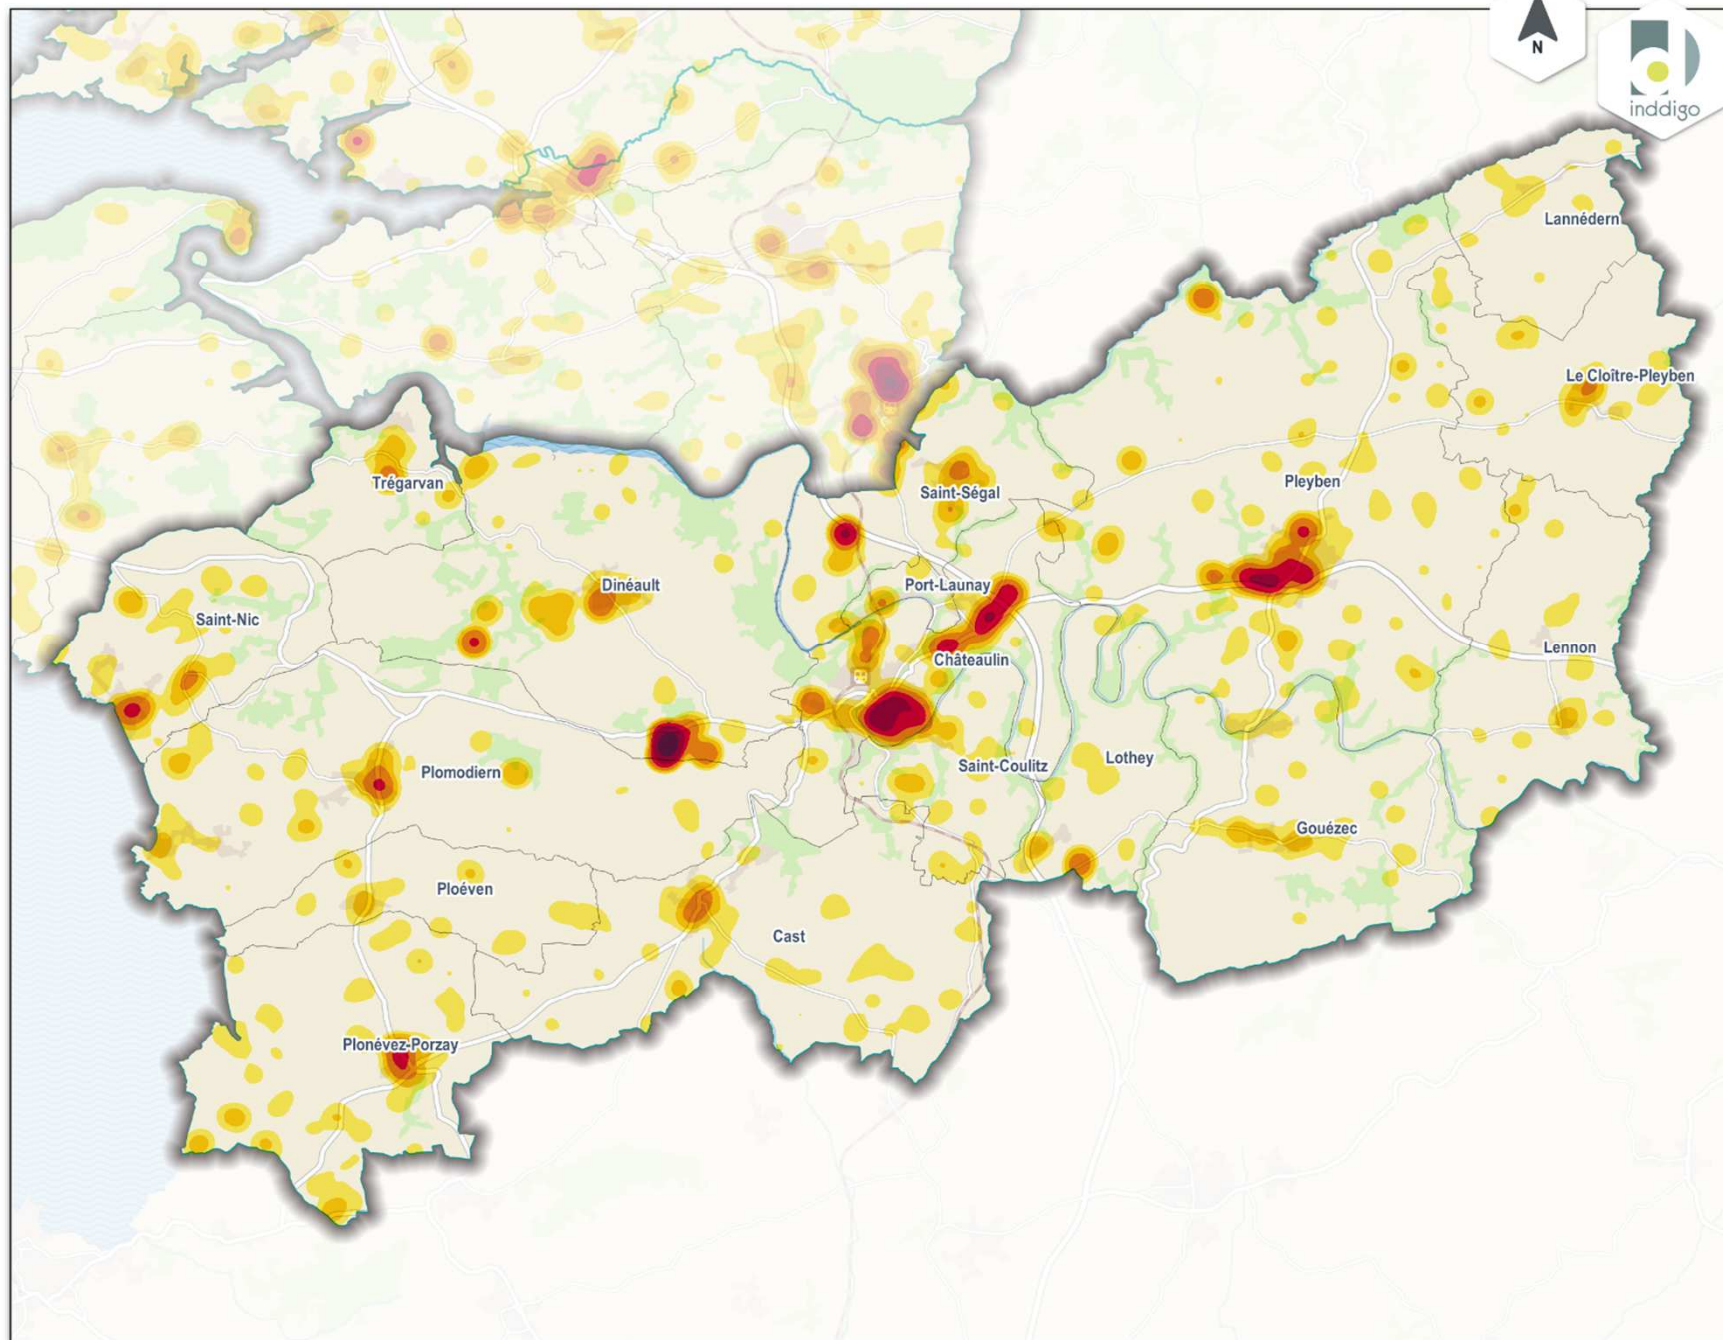 N
inddigo
Lannédern
Le Cloître-Pleyben
Trégarvan
Saint-Ségal
Pleyben
Dinéault
Port-Launay
Saint-Nic
Lennon
Châteaulin
Plomodiern
Saint-Coulitz
Lothey
Gouézec
Ploéven
Cast
Plonévez-Porzay